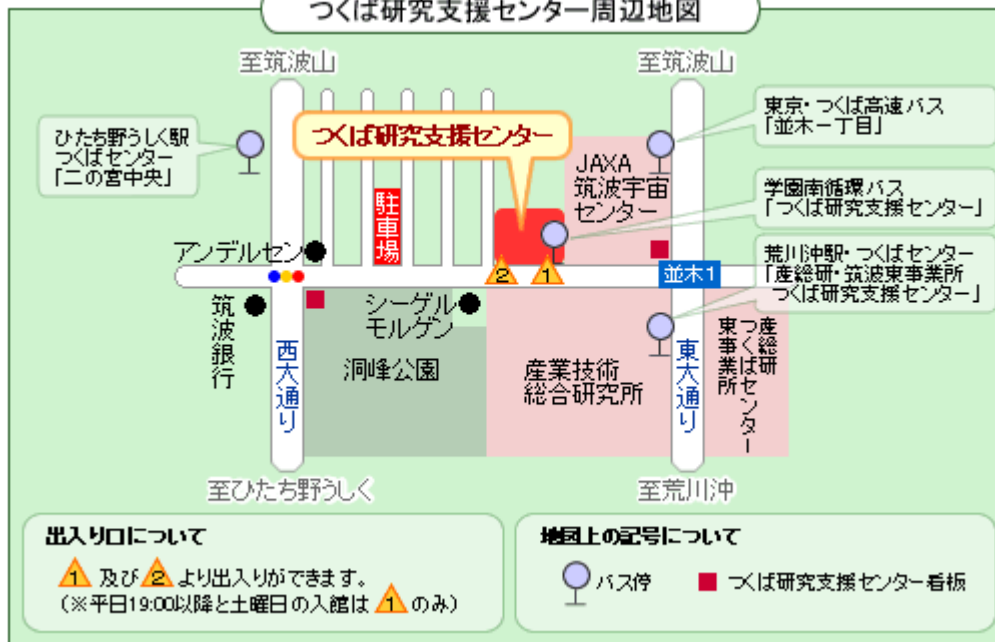 つくば研究支援センター周辺地図
至筑波山
至筑波山
ひたち野うしく駅
つくばセンター
「二の宮中央」
つくば研究支援センター
東京・つくば高速バス
「並木一丁目」
JAXA
筑波宇宙
センター
学園南循環バス
「つくば研究支援センター」
駐車場
アンデルセン
2
1
並木1
荒川沖駅・つくばセンター
「産総研・筑波東事業所
つくば研究支援センター」
筑波銀行
シーゲル
モルゲン
西大通り
洞峰公園
産業技術
総合研究所
東大通り
産総研
つくばセンター
東事業所
至ひたち野うしく
至荒川沖
出入り口について
1 及び 2 より出入りができます。
(※平日19:00以降と土曜日の入館は 1 のみ)
地図上の記号について
バス停
つくば研究支援センター看板